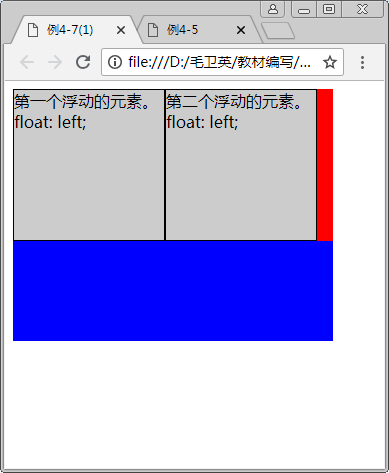 例4-7(1)
例4-5
file:///D:/毛卫英/教材编写/...
第一个浮动的元素。
float: left;
第二个浮动的元素。
float: left;